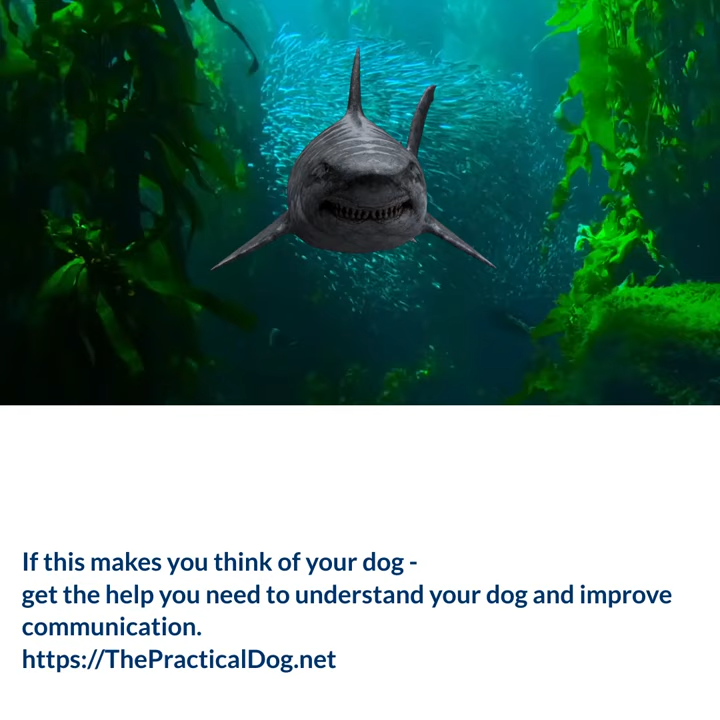 If this makes you think of your dog -
get the help you need to understand your dog and improve
communication.
https://ThePracticalDog.net